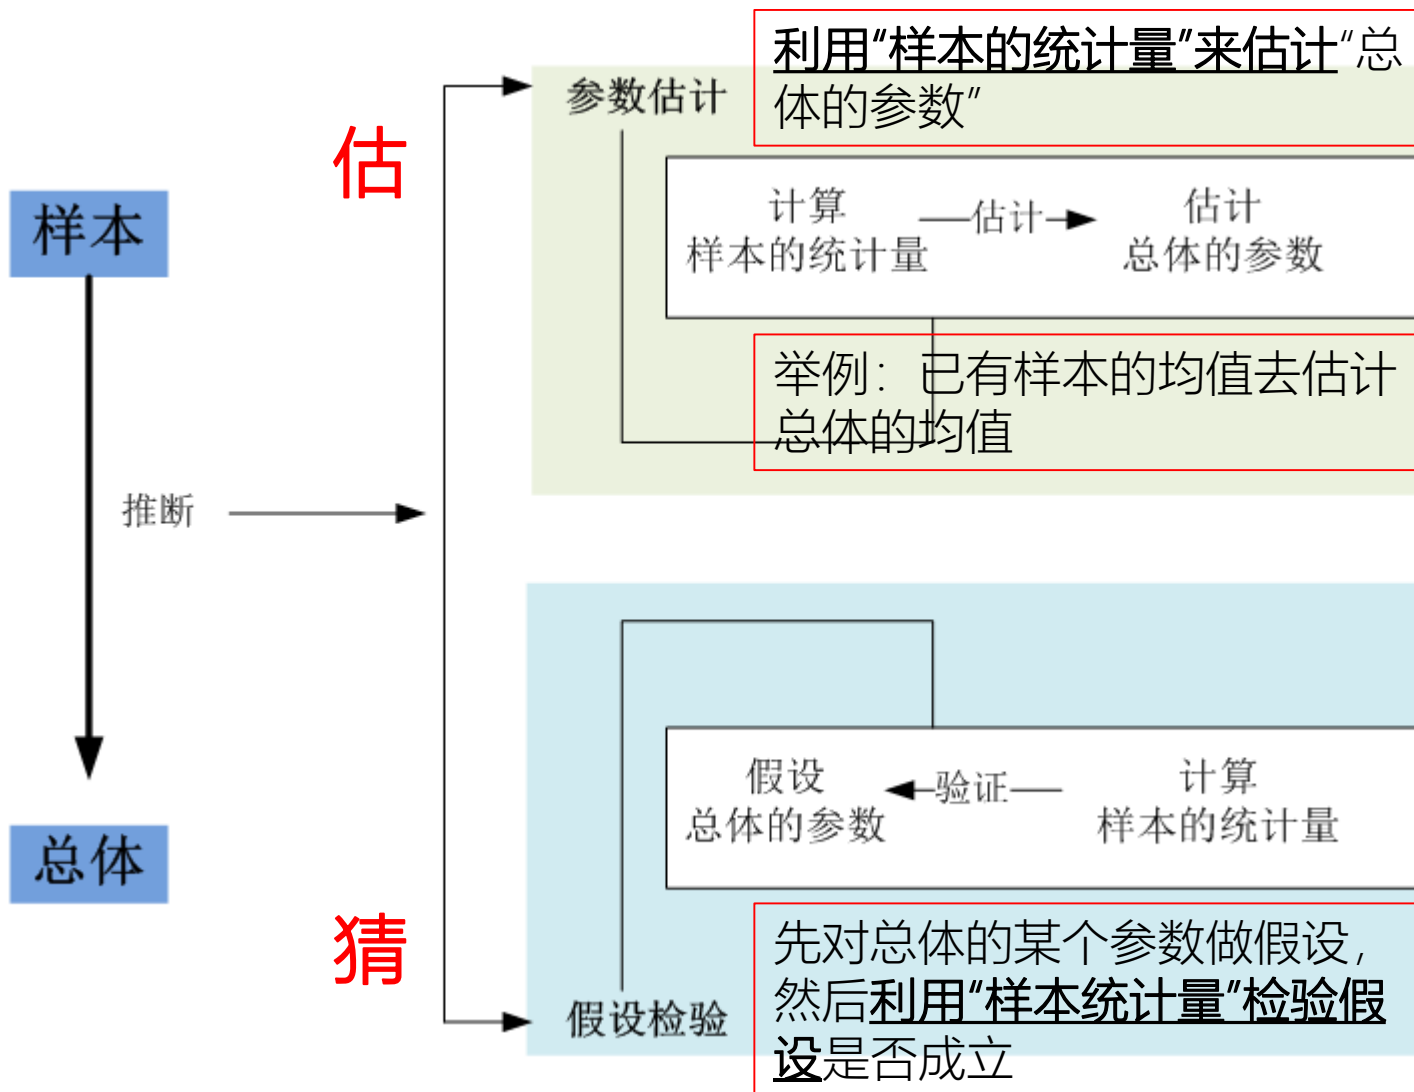 利用“样本的统计量”来估计“总
体的参数”
参数估计
估
计算
样本的统计量
估计
估计
总体的参数
样本
举例：已有样本的均值去估计
总体的均值
推断
假设
总体的参数
验证
计算
样本的统计量
总体
猜
先对总体的某个参数做假设，
然后利用“样本统计量”检验假
设是否成立
假设检验